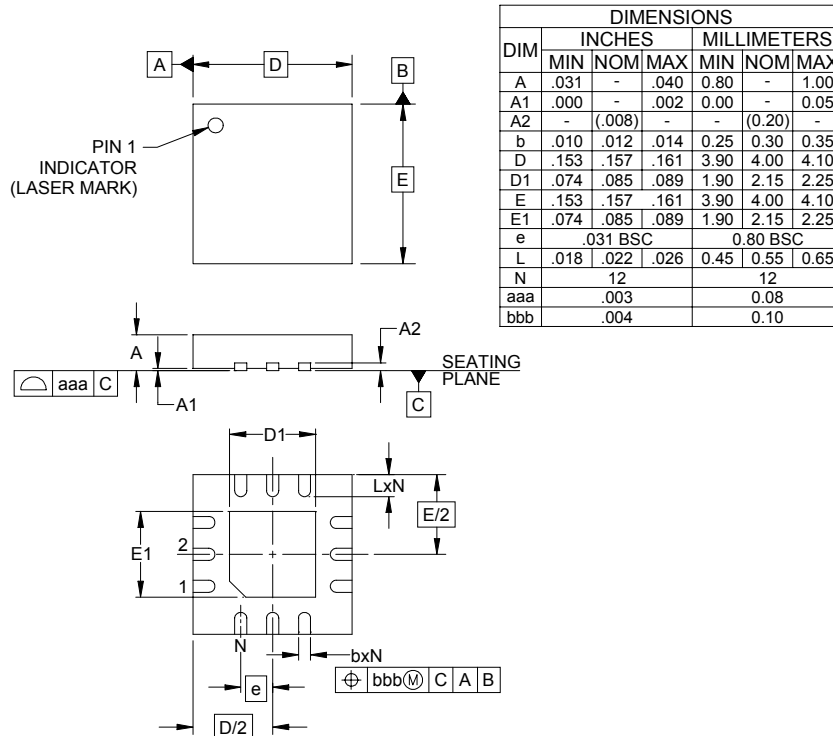 A
D
B
PIN 1
INDICATOR
(LASER MARK)
E
DIMENSIONS
DIM INCHES MILLIMETERS
MIN NOM MAX MIN NOM MAX
A .031 - .040 0.80 - 1.00
A1 .000 - .002 0.00 - 0.05
A2 - (.008) - - (0.20) -
b .010 .012 .014 0.25 0.30 0.35
D .153 .157 .161 3.90 4.00 4.10
D1 .074 .085 .089 1.90 2.15 2.25
E .153 .157 .161 3.90 4.00 4.10
E1 .074 .085 .089 1.90 2.15 2.25
e .031 BSC 0.80 BSC
L .018 .022 .026 0.45 0.55 0.65
N 12 12
aaa .003 0.08
bbb .004 0.10
A
A2
SEATING
PLANE
aaa C
A1
C
D1
LxN
E/2
E1
2
1
N
bxN
bbb Ⓜ C A B
e
D/2